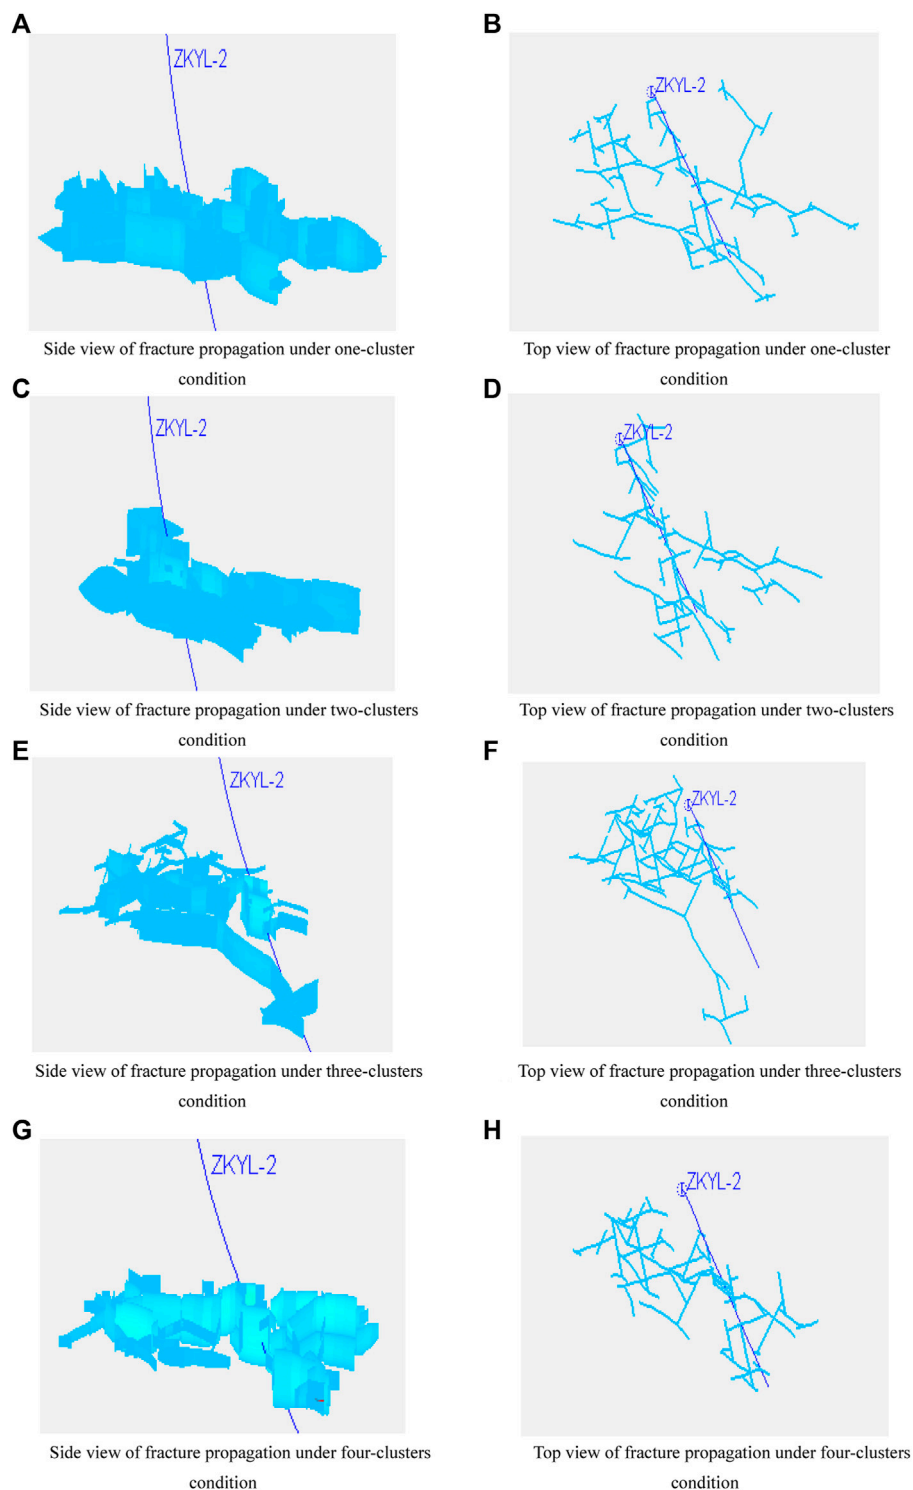 A
B
ZKYL-2
ZKYL-2
Side view of fracture propagation under one-cluster
condition
Top view of fracture propagation under one-cluster
condition
C
D
ZKYL-2
ZKYL-2
Side view of fracture propagation under two-clusters
condition
Top view of fracture propagation under two-clusters
condition
E
F
ZKYL-2
ZKYL-2
Side view of fracture propagation under three-clusters
condition
Top view of fracture propagation under three-clusters
condition
G
H
ZKYL-2
ZKYL-2
Side view of fracture propagation under four-clusters
condition
Top view of fracture propagation under four-clusters
condition